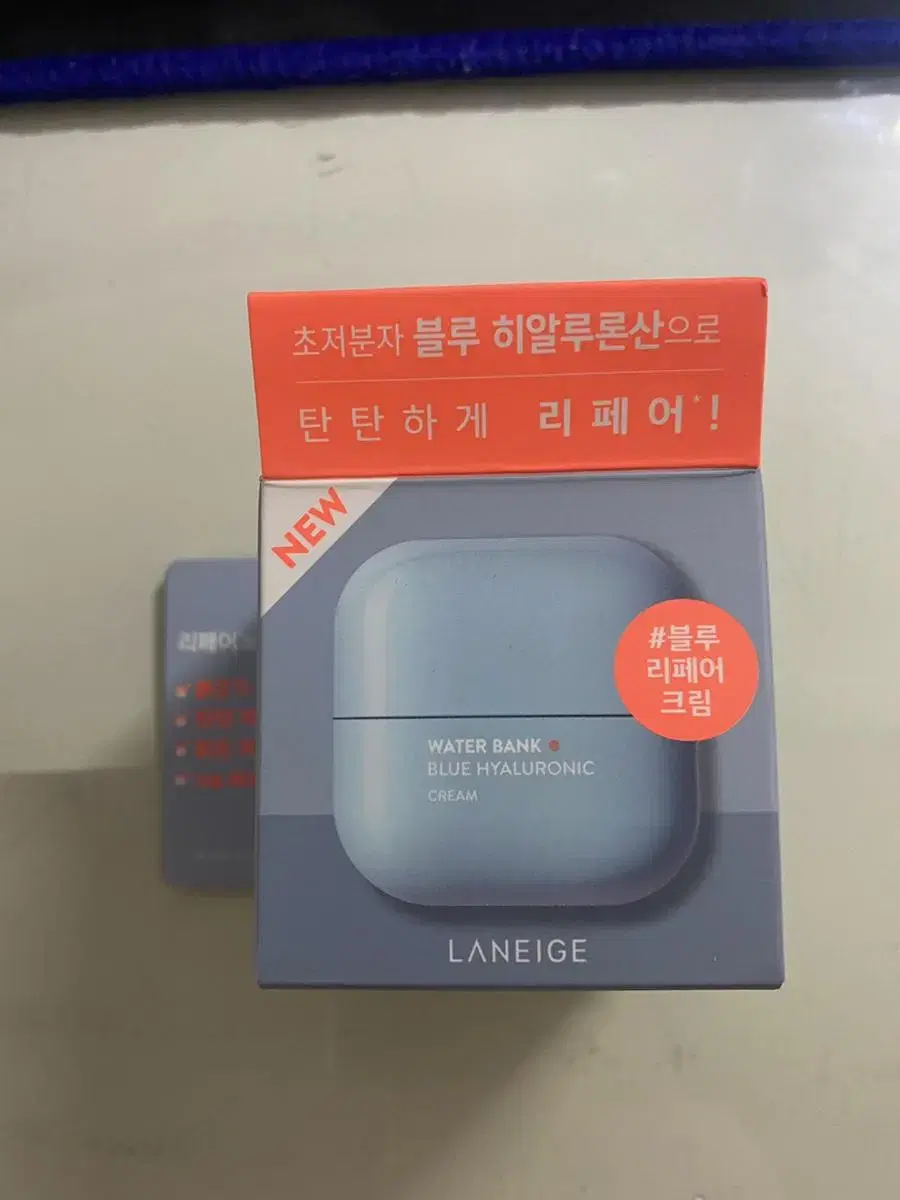 초저분자 블루 히알루론산으로
탄탄하게 리페어*!
NEW
#블루
리페어
크림
WATER BANK
BLUE HYALURONIC
CREAM
LANEIGE